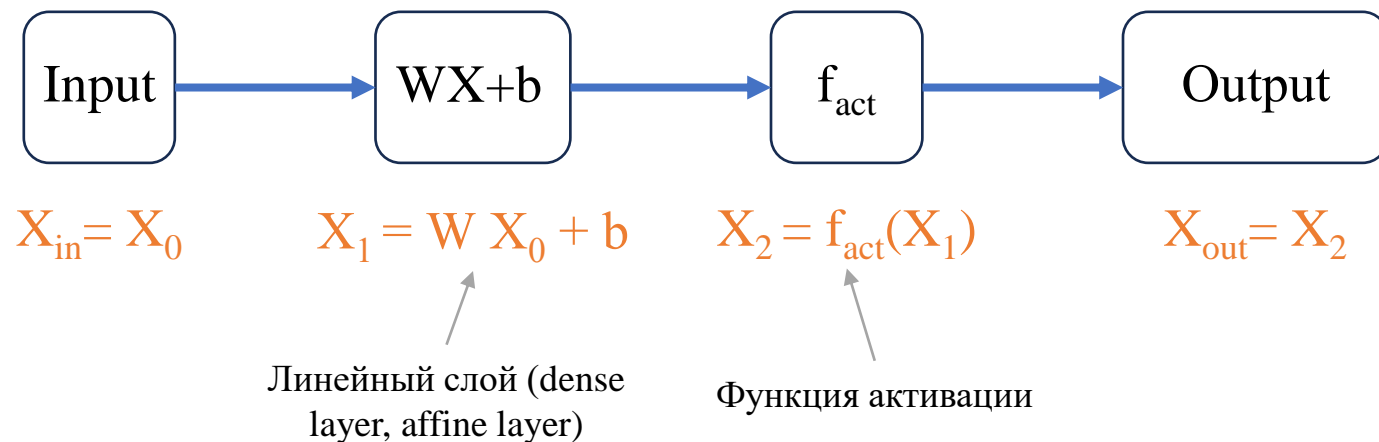 Input
WX+b
f_act
Output
X_in= X_0
X_1 = W X_0 + b
X_2 = f_act(X_1)
X_out= X_2
Линейный слой (dense
layer, affine layer)
Функция активации